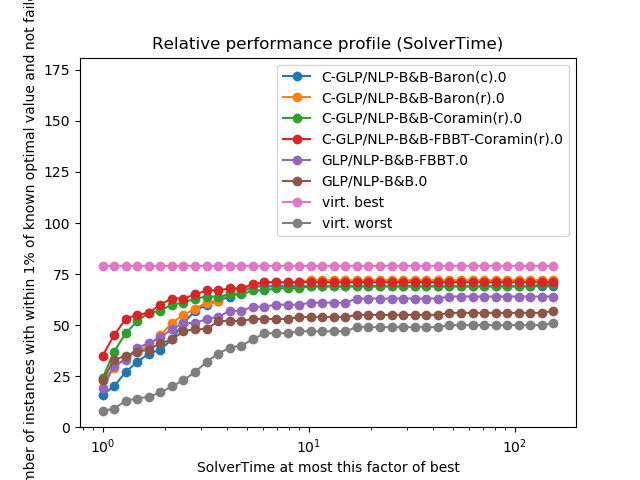 Relative performance profile (SolverTime)
of instances with within 1% of known optimal value and not
175
150
125
100
75
50
25
0
C-GLP/NLP-B&B-Baron(c).0
C-GLP/NLP-B&B-Baron(r).0
C-GLP/NLP-B&B-Coramin(r).0
C-GLP/NLP-B&B-FBBT-Coramin(r).0
GLP/NLP-B&B-FBBT.0
GLP/NLP-B&B.0
virt. best
virt. worst
10⁰
10¹
10²
SolverTime at most this factor of best